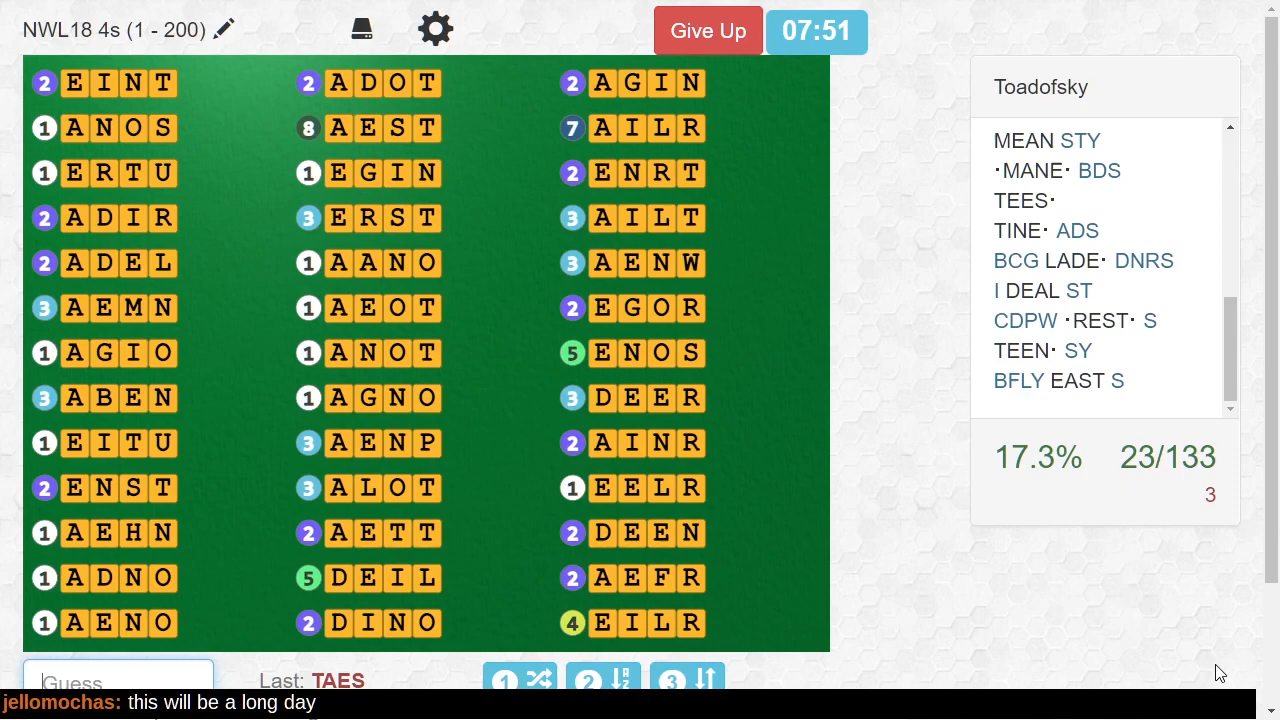 NWL18 4s (1 - 200)
Give Up
07:51
2 EINT 2 ADOT 2 AGIN
1 ANOS 8 AEST 7 AILR
1 ERTU 1 EGIN 2 ENRT
2 ADIR 3 ERST 3 AILT
2 ADEL 1 AANO 3 AENW
3 AEMN 1 AEOT 2 EGOR
1 AGIO 1 ANOT 5 ENOS
3 ABEN 1 AGNO 3 DEER
1 EITU 3 AENP 2 AINR
2 ENST 3 ALOT 1 EELR
1 AEHN 2 AETT 2 DEEN
1 ADNO 5 DEIL 2 AEFR
1 AENO 2 DINO 4 EILR
Toadofsky
MEAN STY
·MANE· BDS
TEES·
TINE· ADS
BCG LADE· DNRS
I DEAL ST
CDPW ·REST· S
TEEN· SY
BFLY EAST S
17.3% 23/133
3
Guess
Last: TAES
1 2 AZ 3
jellomochas: this will be a long day